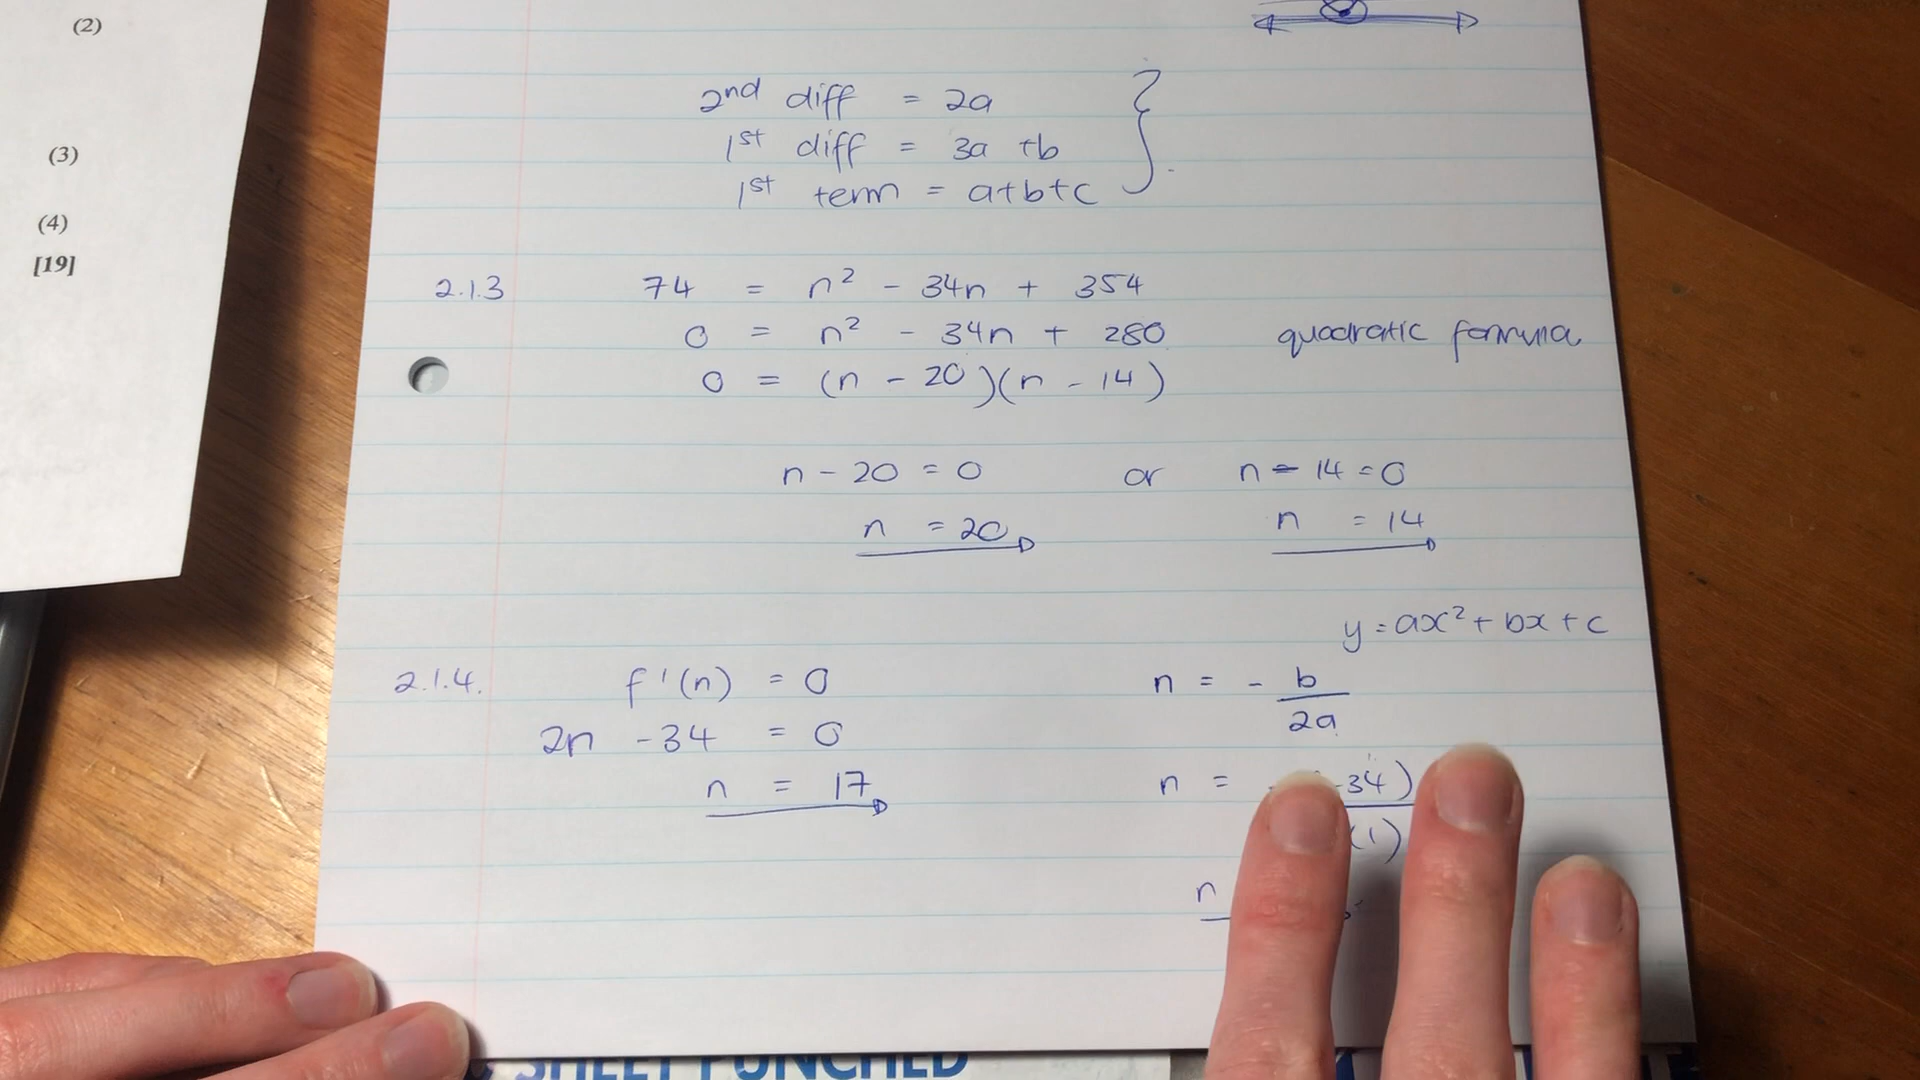 (2)
(3)
(4)
[19]
2nd diff = 2a
1st diff = 3a + b
1st term = a+b+c
2.1.3 74 = n² - 34n + 354
0 = n² - 34n + 280 quadratic formula
0 = (n - 20)(n - 14)
n - 20 = 0 or n - 14 = 0
n = 20 n = 14
y = ax² + bx + c
2.1.4. f'(n) = 0 n = - b/2a
2n - 34 = 0
n = 17 n = -34)
(1)
n
SHEET PUNCHED